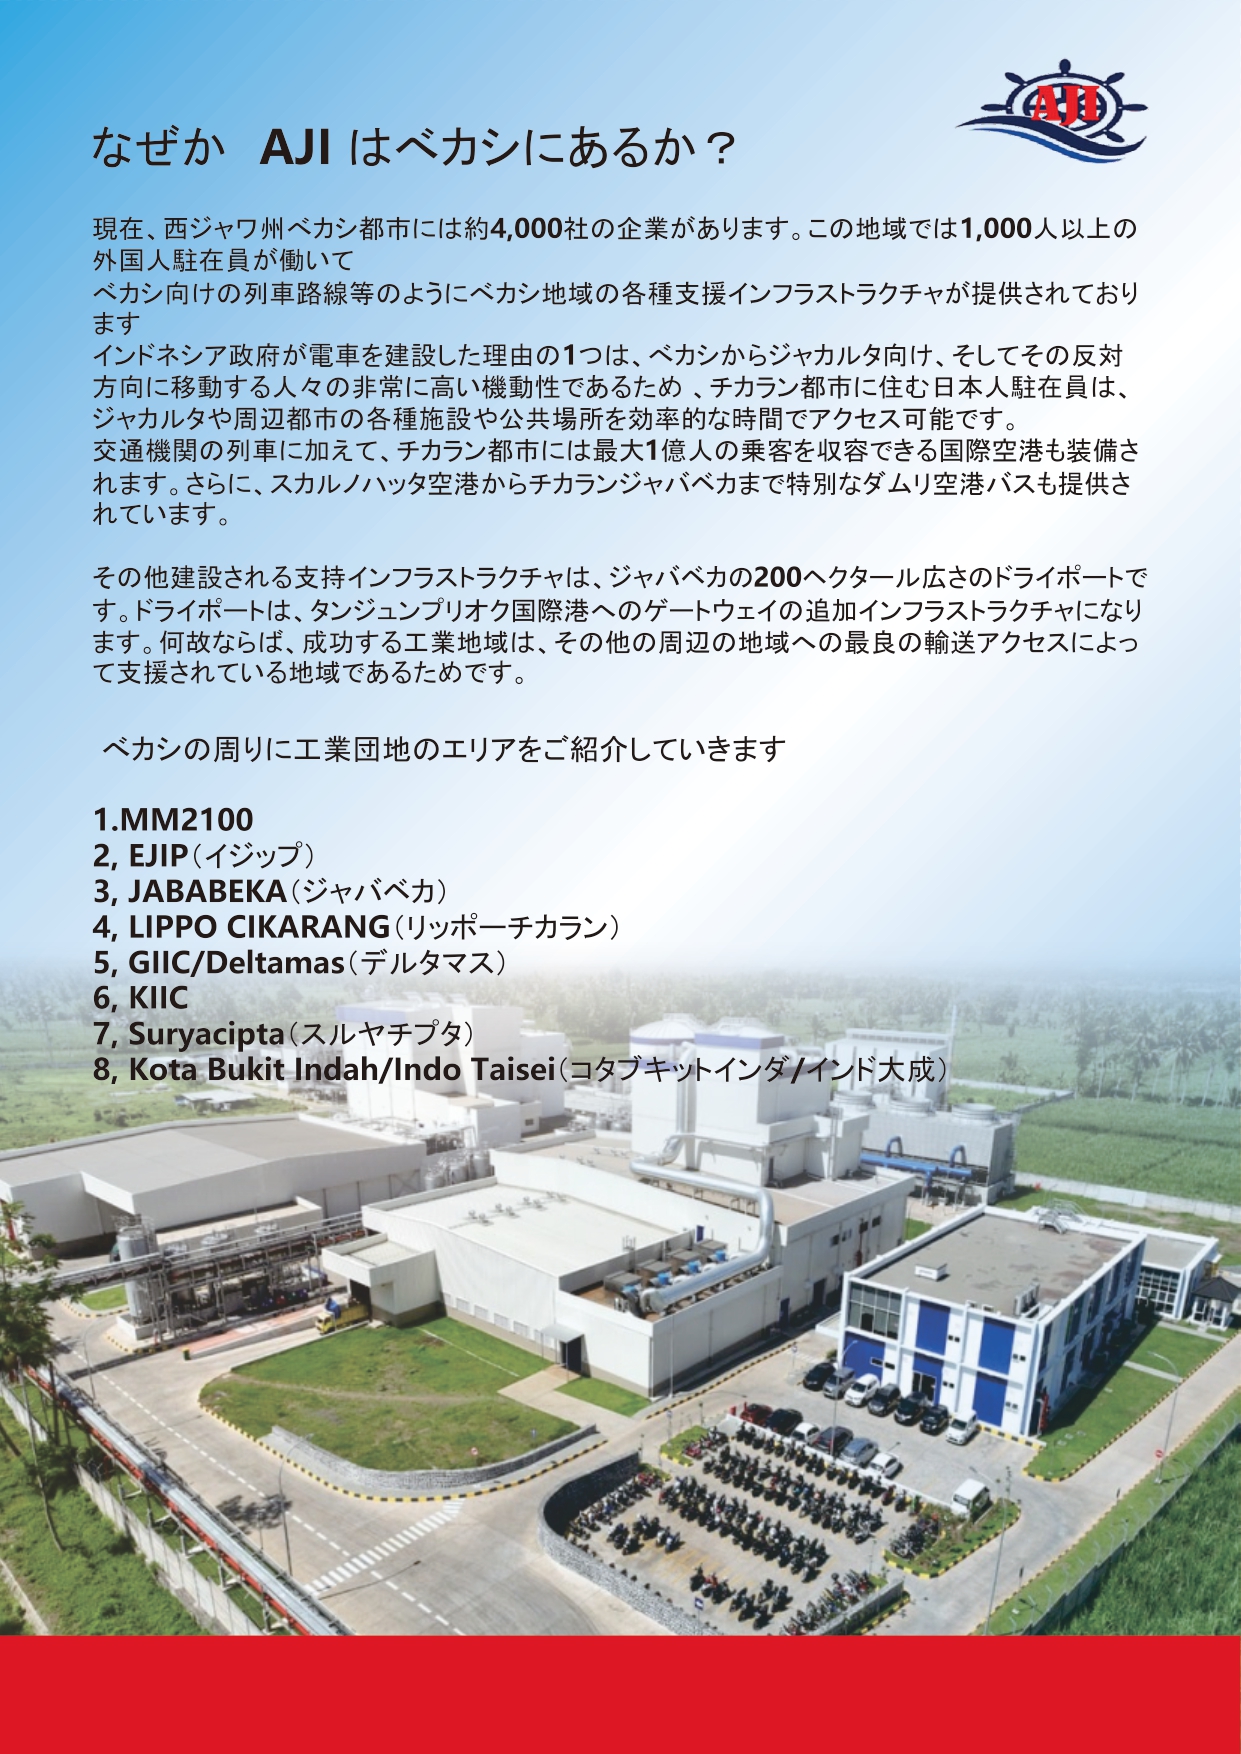 AJI
なぜか AJI はベカシにあるか？
現在、西ジャワ州ベカシ都市には約4,000社の企業があります。この地域では1,000人以上の
外国人駐在員が働いて
ベカシ向けの列車路線等のようにベカシ地域の各種支援インフラストラクチャが提供されており
ます
インドネシア政府が電車を建設した理由の1つは、ベカシからジャカルタ向け、そしてその反対
方向に移動する人々の非常に高い機動性であるため 、チカラン都市に住む日本人駐在員は、
ジャカルタや周辺都市の各種施設や公共場所を効率的な時間でアクセス可能です。
交通機関の列車に加えて、チカラン都市には最大1億人の乗客を収容できる国際空港も装備さ
れます。さらに、スカルノハッタ空港からチカランジャバベカまで特別なダムリ空港バスも提供さ
れています。
その他建設される支持インフラストラクチャは、ジャバベカの200ヘクタール広さのドライポートで
す。ドライポートは、タンジュンプリオク国際港へのゲートウェイの追加インフラストラクチャになり
ます。何故ならば、成功する工業地域は、その他の周辺の地域への最良の輸送アクセスによっ
て支援されている地域であるためです。
ベカシの周りに工業団地のエリアをご紹介していきます
1.MM2100
2, EJIP（イジップ）
3, JABABEKA（ジャバベカ）
4, LIPPO CIKARANG（リッポーチカラン）
5, GIIC/Deltamas（デルタマス）
6, KIIC
7, Suryacipta（スルヤチプタ）
8, Kota Bukit Indah/Indo Taisei（コタブキットインダ/インド大成）